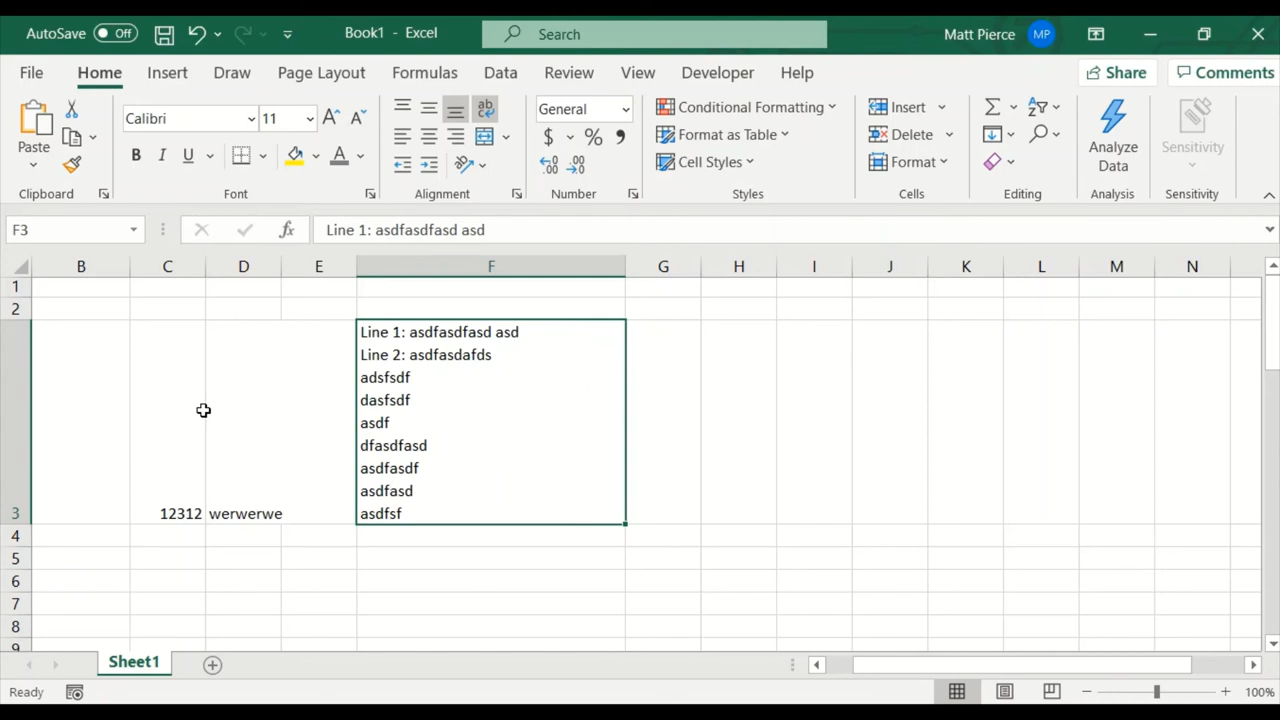 AutoSave Off Book1 - Excel Search Matt Pierce MP
File Home Insert Draw Page Layout Formulas Data Review View Developer Help Share Comments
Paste Calibri 11 A A ab c General Conditional Formatting Insert Σ A Z Analyze Data Sensitivity
B I U A $ % , Format as Table Delete
.00 .00 Cell Styles Format
Clipboard Font Alignment Number Styles Cells Editing Analysis Sensitivity
F3 fx Line 1: asdfasdfasd asd
B C D E F G H I J K L M N
1
2
Line 1: asdfasdfasd asd
Line 2: asdfasdafds
adsfsdf
dasfsdf
asdf
dfasdfasd
asdfasdf
asdfasd
3 12312 werwerwe asdfsf
4
5
6
7
8
9
Sheet1
Ready 100%